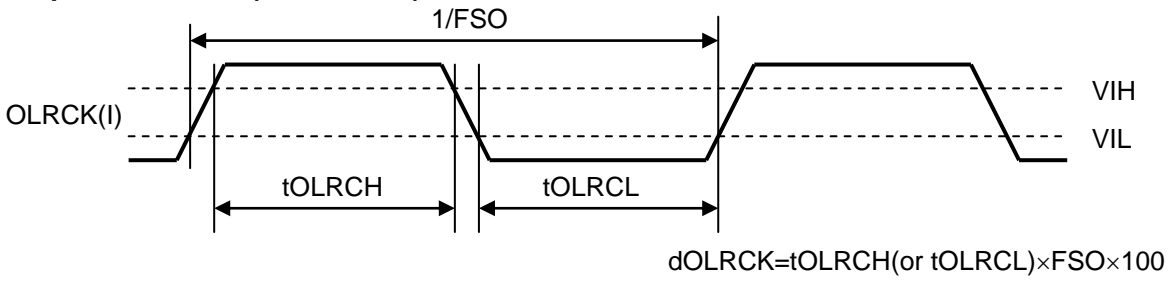 1/FSO
VIH
OLRCK(I)
VIL
tOLRCH tOLRCL
dOLRCK=tOLRCH(or tOLRCL)×FSO×100